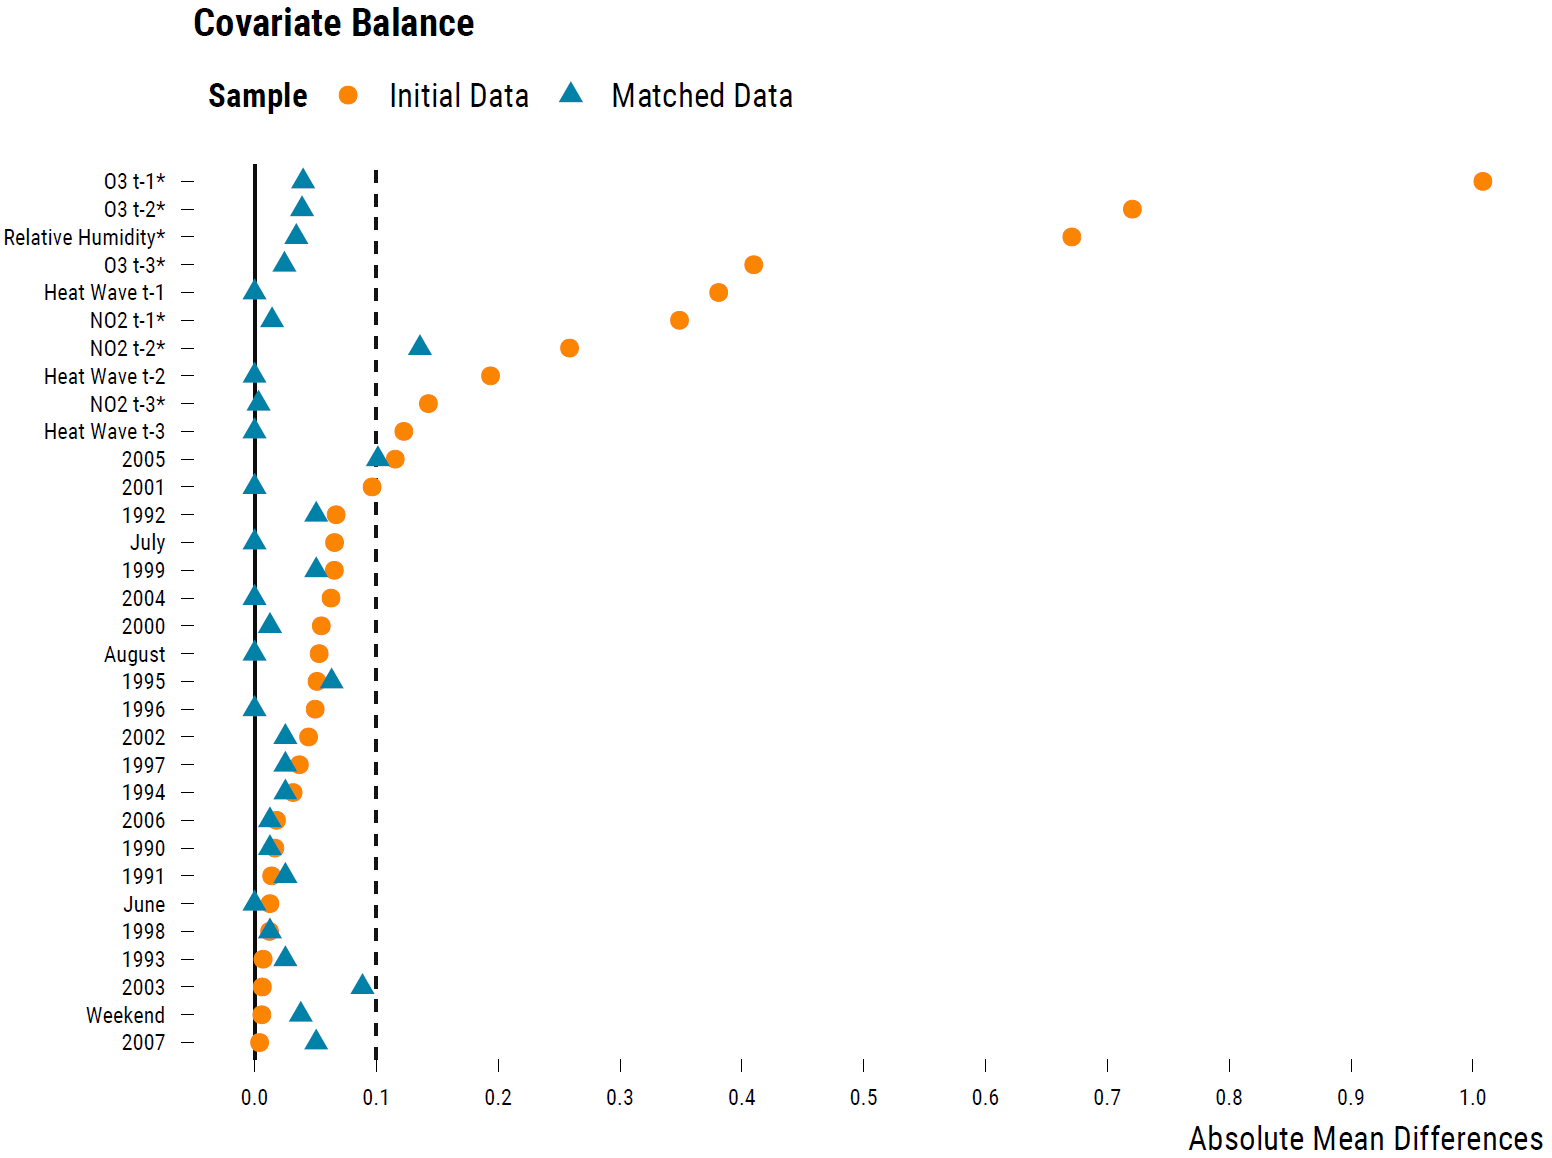 Covariate Balance
Sample Initial Data Matched Data
O3 t-1*
O3 t-2*
Relative Humidity*
O3 t-3*
Heat Wave t-1
NO2 t-1*
NO2 t-2*
Heat Wave t-2
NO2 t-3*
Heat Wave t-3
2005
2001
1992
July
1999
2004
2000
August
1995
1996
2002
1997
1994
2006
1990
1991
June
1998
1993
2003
Weekend
2007
0.0 0.1 0.2 0.3 0.4 0.5 0.6 0.7 0.8 0.9 1.0
Absolute Mean Differences